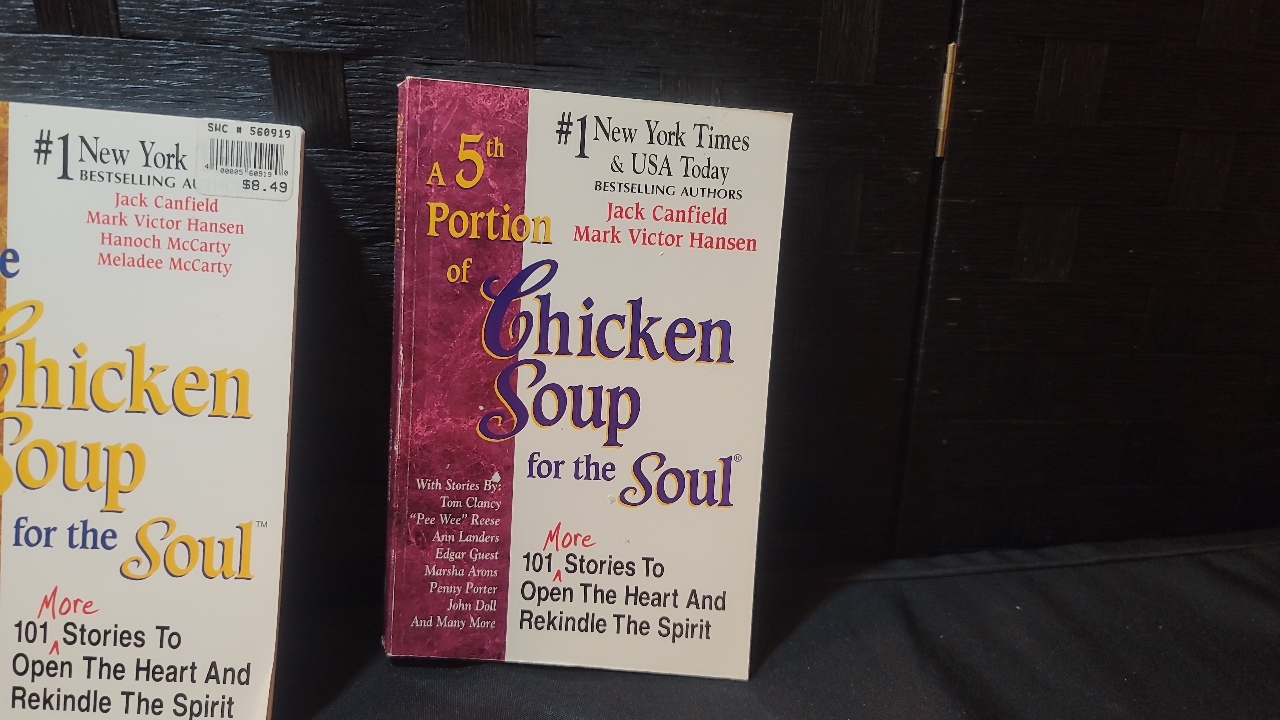 SWC # 560919
$8.49
#1 New York
BESTSELLING AU
Jack Canfield
Mark Victor Hansen
Hanoch McCarty
Meladee McCarty
e
Chicken
Soup
for the Soul™
More
101 Stories To
Open The Heart And
Rekindle The Spirit
A 5th
Portion
of
#1 New York Times
& USA Today
BESTSELLING AUTHORS
Jack Canfield
Mark Victor Hansen
Chicken
Soup
for the Soul®
With Stories By:
Tom Clancy
"Pee Wee" Reese
Ann Landers
Edgar Guest
Marsha Arons
Penny Porter
John Doll
And Many More
More
101 Stories To
Open The Heart And
Rekindle The Spirit